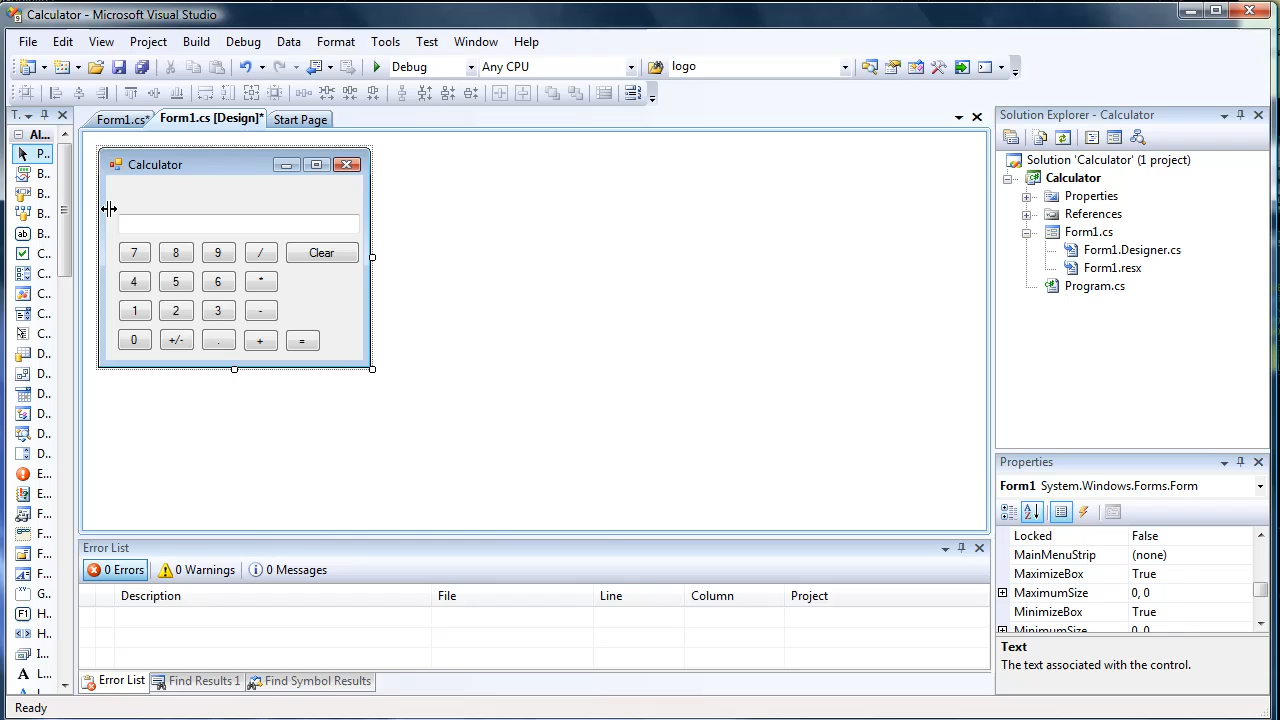 Calculator - Microsoft Visual Studio
File Edit View Project Build Debug Data Format Tools Test Window Help
Debug Any CPU logo
T.. Form1.cs* Form1.cs [Design]* Start Page
Solution Explorer - Calculator
Al...
P..
B..
B..
B..
B..
C..
C..
C..
C..
C..
D..
D..
D..
D..
D..
D..
E...
E...
F...
F...
F...
F...
G..
H..
H..
I...
L...
L...
Calculator
7 8 9 / Clear
4 5 6 *
1 2 3 -
0 +/- . + =
Solution 'Calculator' (1 project)
Calculator
Properties
References
Form1.cs
Form1.Designer.cs
Form1.resx
Program.cs
Properties
Form1 System.Windows.Forms.Form
Locked False
MainMenuStrip (none)
MaximizeBox True
MaximumSize 0, 0
MinimizeBox True
MinimumSize 0, 0
Text
The text associated with the control.
Error List
0 Errors 0 Warnings 0 Messages
Description File Line Column Project
Error List Find Results 1 Find Symbol Results
Ready